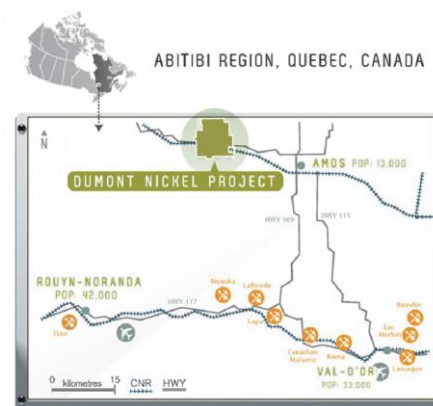 ABITIBI REGION, QUEBEC, CANADA
N
AMOS POP: 13,000
DUMONT NICKEL PROJECT
HWY 109
HWY 111
ROUYN-NORANDA
POP: 42,000
Noraska
LaRonde
HWY 117
Lapa
Elder
Canadian
Malartic
Kiena
Beaufor
Lac
Herbin
Lamaque
VAL-D'OR
POP: 33,000
0 kilometres 15 CNR HWY